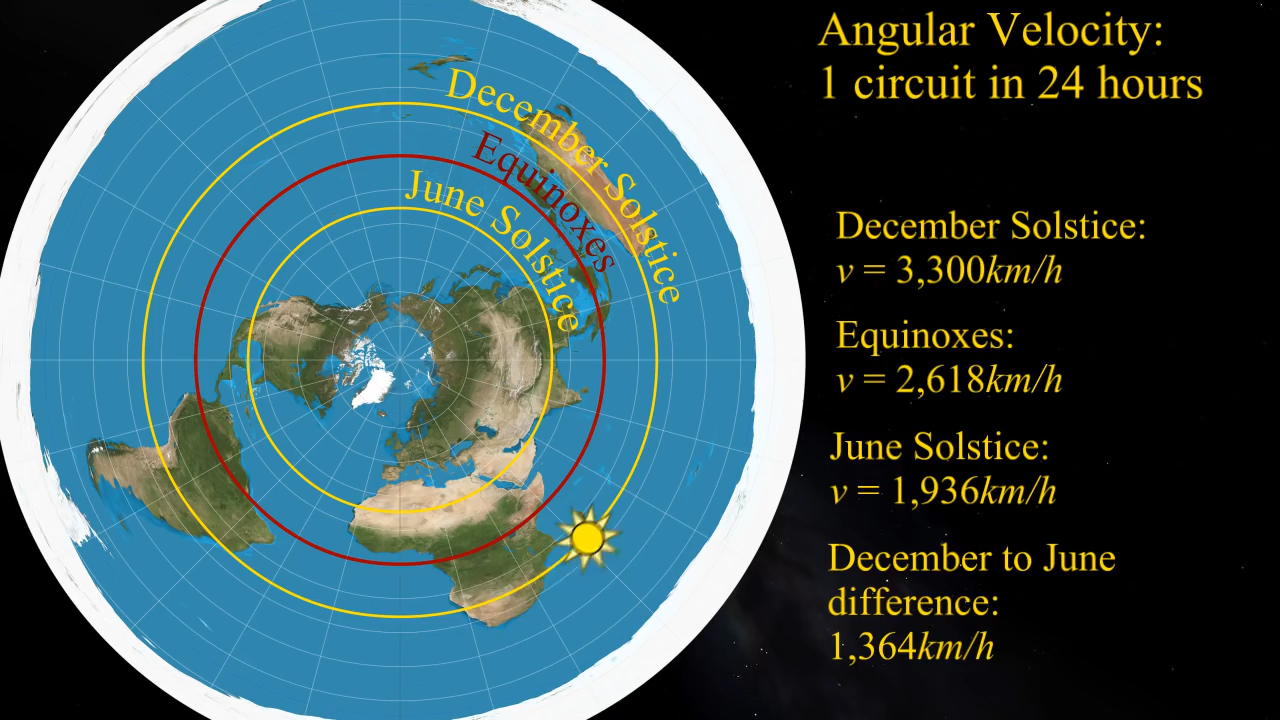 Angular Velocity:
1 circuit in 24 hours
December Solstice
Equinoxes
June Solstice
December Solstice:
v = 3,300km/h
Equinoxes:
v = 2,618km/h
June Solstice:
v = 1,936km/h
December to June
difference:
1,364km/h